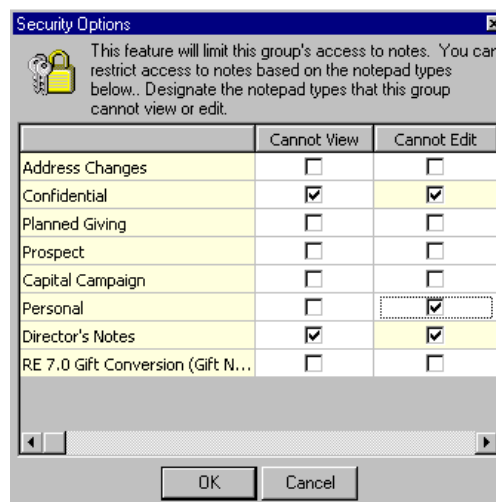 Security Options
This feature will limit this group's access to notes. You can
restrict access to notes based on the notepad types
below.. Designate the notepad types that this group
cannot view or edit.
Cannot View Cannot Edit
Address Changes
Confidential
Planned Giving
Prospect
Capital Campaign
Personal
Director's Notes
RE 7.0 Gift Conversion (Gift N...
OK Cancel